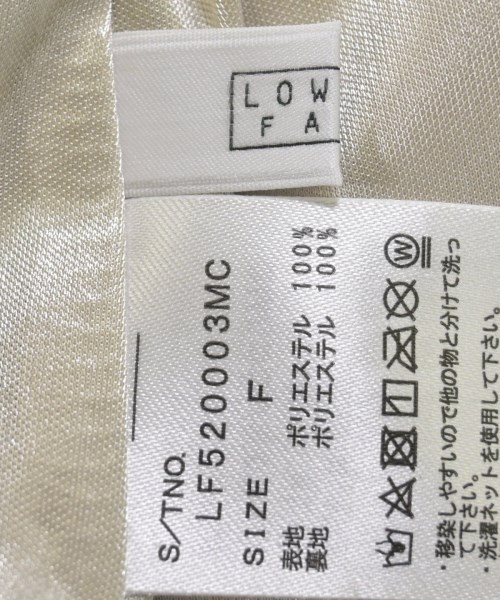 LOW
FA
S/TNO.
LF520003MC
SIZE F
表地 ポリエステル 100%
裏地 ポリエステル 100%
W
・移染しやすいので他の物と分けて洗っ
て下さい。
・洗濯ネットを使用して下さい。